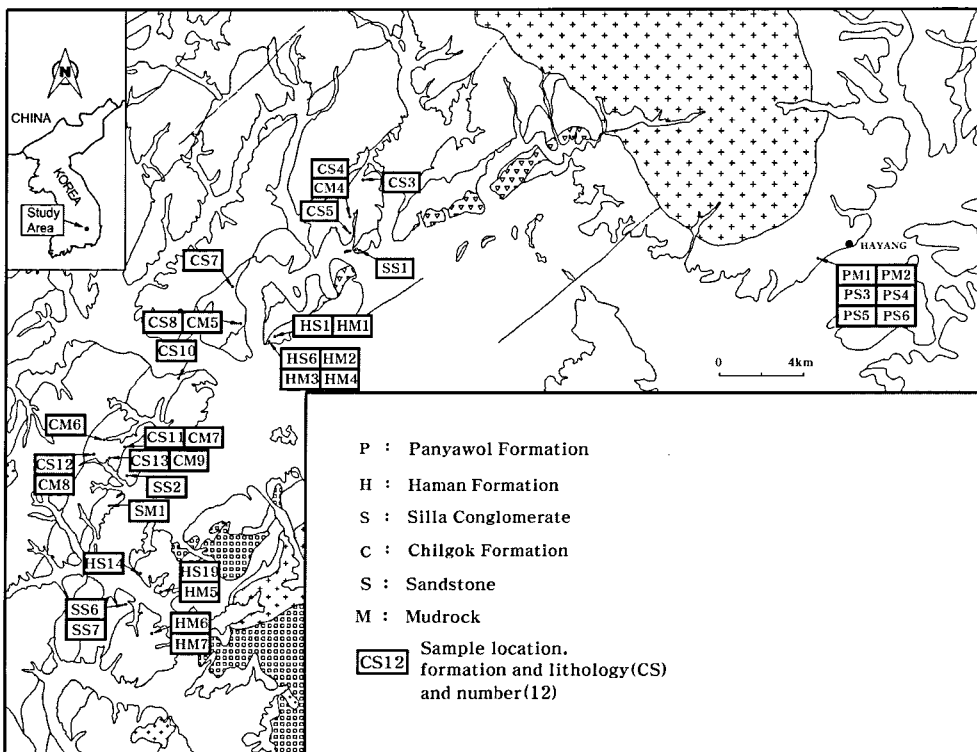 N
CHINA
KOREA
Study
Area
CS4
CM4
CS3
CS5
SS1
CS7
HAYANG
PM1 PM2
PS3 PS4
PS5 PS6
CS8 CM5
HS1 HM1
CS10
HS6 HM2
HM3 HM4
0 4km
CM6
CS11 CM7
CS12
CM8
CS13 CM9
SS2
SM1
HS14
HS19
HM5
SS6
SS7
HM6
HM7
P : Panyawol Formation
H : Haman Formation
S : Silla Conglomerate
C : Chilgok Formation
S : Sandstone
M : Mudrock
CS12 Sample location.
formation and lithology(CS)
and number(12)